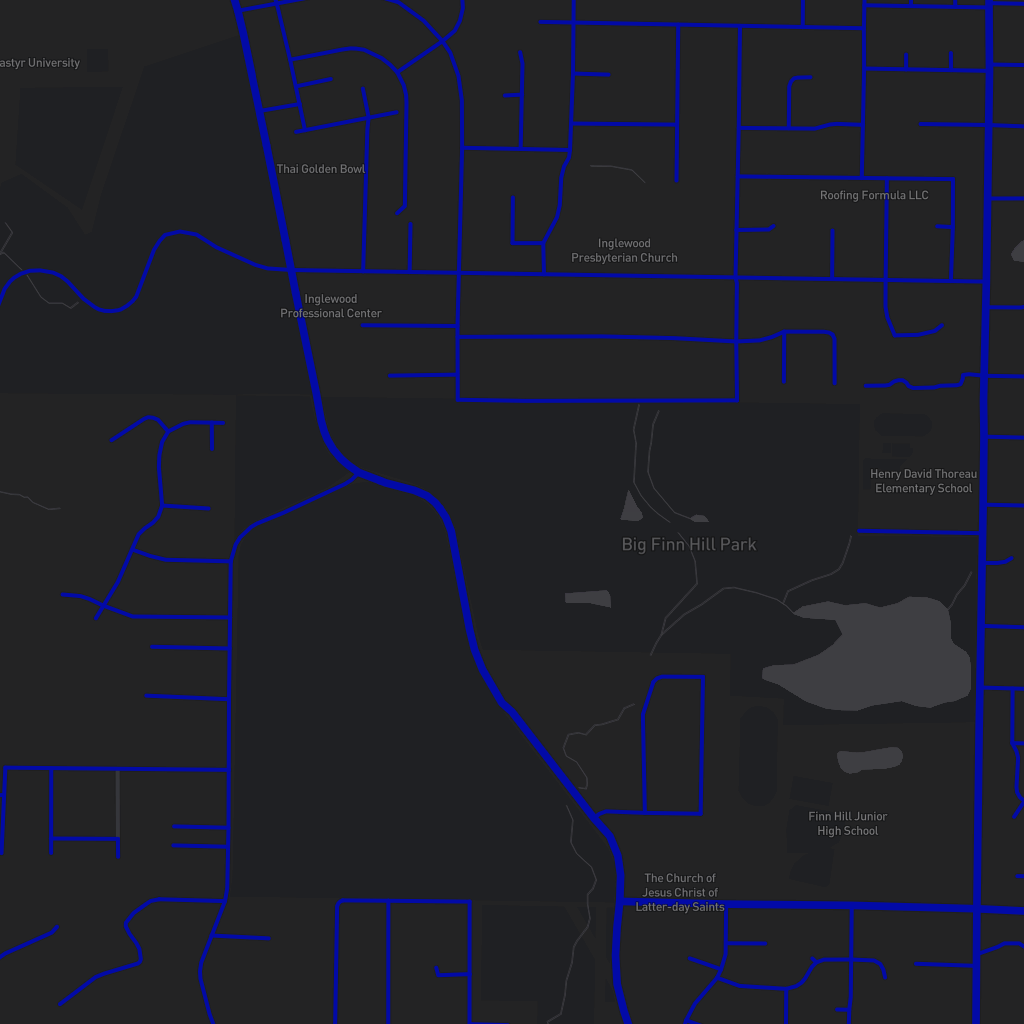 astyr University
Thai Golden Bowl
Roofing Formula LLC
Inglewood
Presbyterian Church
Inglewood
Professional Center
Henry David Thoreau
Elementary School
Big Finn Hill Park
Finn Hill Junior
High School
The Church of
Jesus Christ of
Latter-day Saints